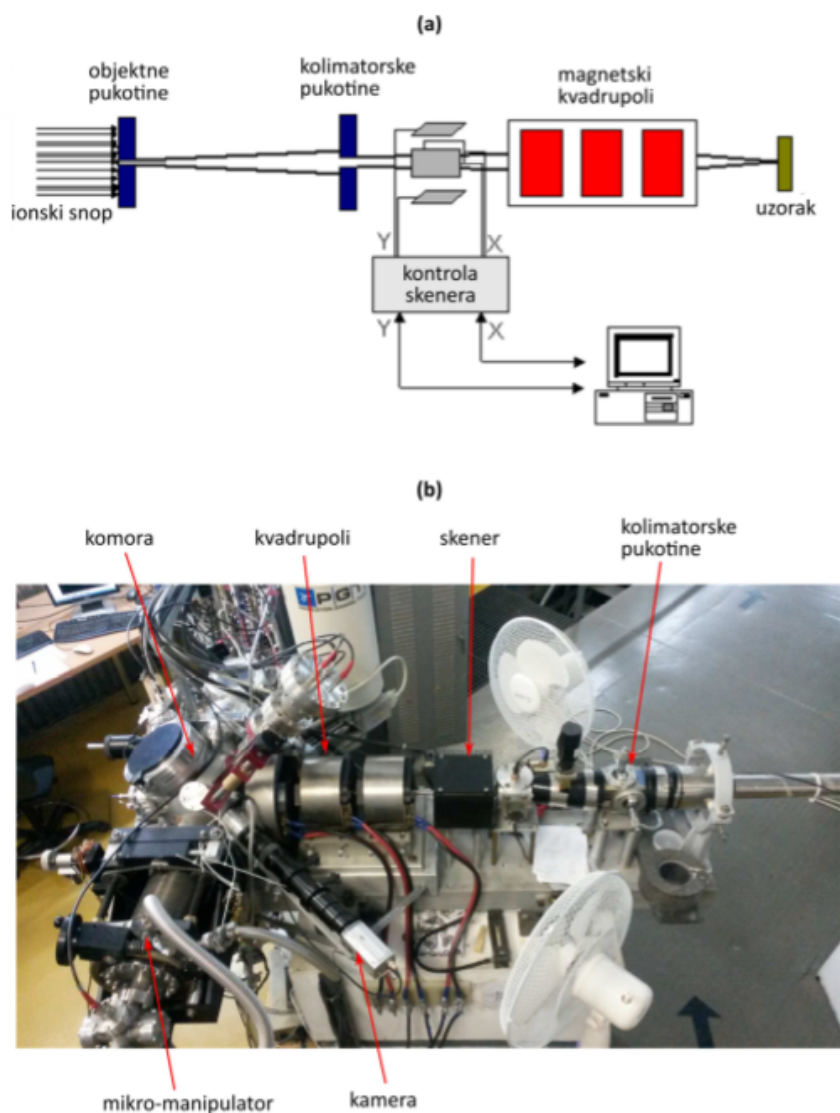 (a)
objektne
pukotine
kolimatorske
pukotine
magnetski
kvadrupoli
ionski snop
uzorak
Y
X
kontrola
skenera
Y
X
(b)
komora
kvadrupoli
skener
kolimatorske
pukotine
PGT
mikro-manipulator
kamera